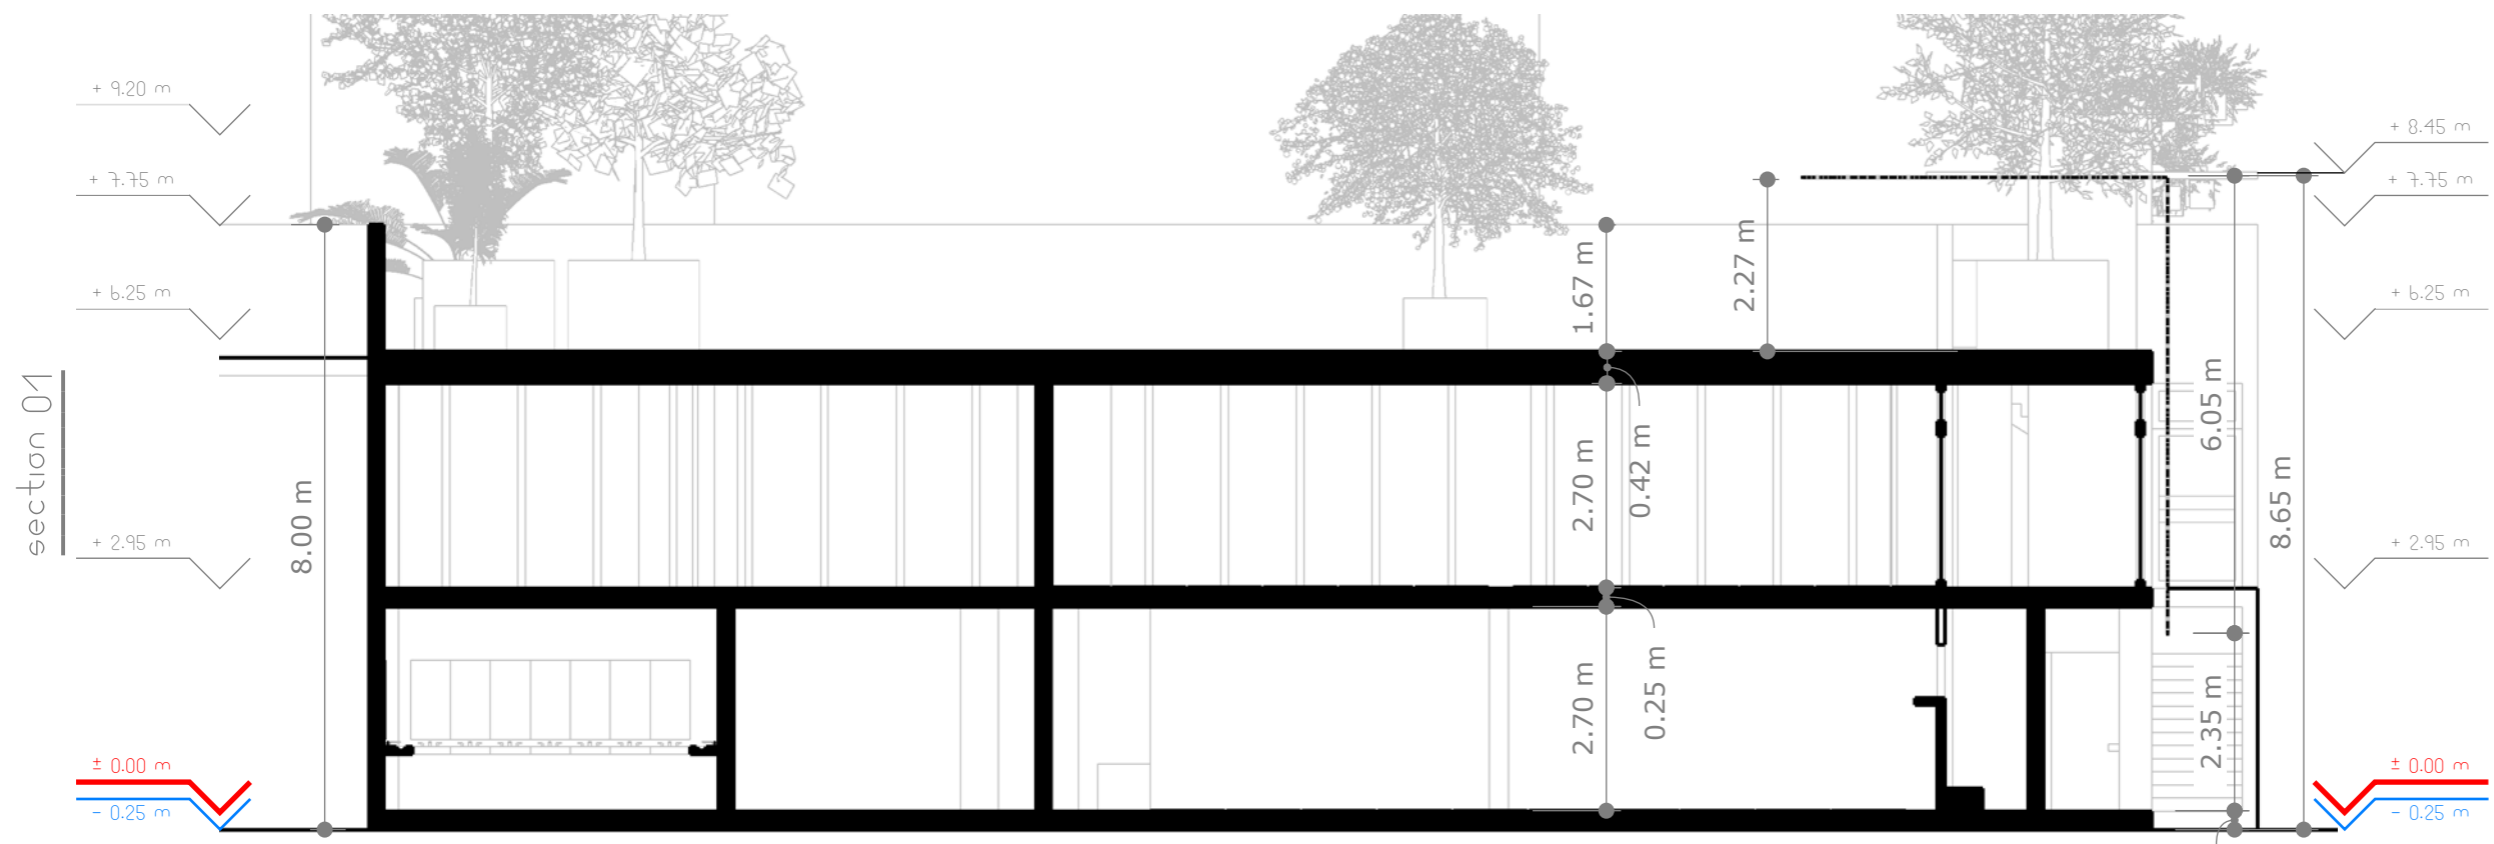 + 9.20 m
+ 7.75 m
+ 6.25 m
+ 2.95 m
± 0.00 m
- 0.25 m
section 01
8.00 m
1.67 m
2.27 m
2.70 m
0.42 m
2.70 m
0.25 m
6.05 m
2.35 m
8.65 m
+ 8.45 m
+ 7.75 m
+ 6.25 m
+ 2.95 m
± 0.00 m
- 0.25 m